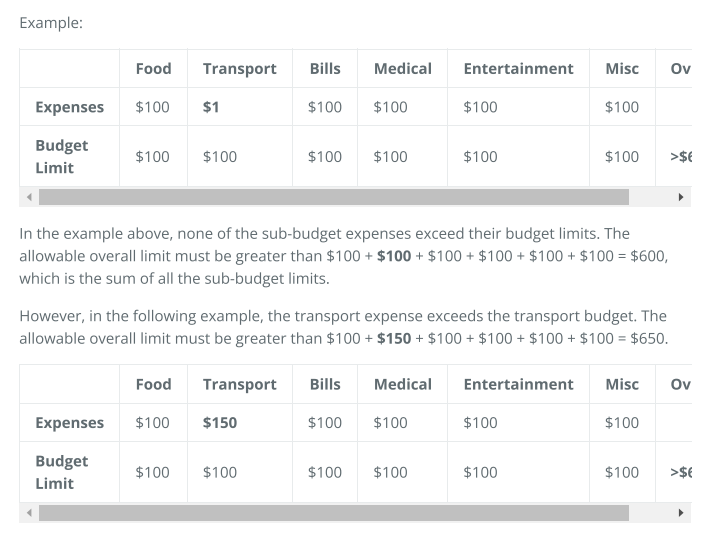 Example:
Food Transport Bills Medical Entertainment Misc Ov
Expenses $100 $1 $100 $100 $100 $100
Budget
Limit $100 $100 $100 $100 $100 $100 >$6
In the example above, none of the sub-budget expenses exceed their budget limits. The
allowable overall limit must be greater than $100 + $100 + $100 + $100 + $100 + $100 = $600,
which is the sum of all the sub-budget limits.
However, in the following example, the transport expense exceeds the transport budget. The
allowable overall limit must be greater than $100 + $150 + $100 + $100 + $100 + $100 = $650.
Food Transport Bills Medical Entertainment Misc Ov
Expenses $100 $150 $100 $100 $100 $100
Budget
Limit $100 $100 $100 $100 $100 $100 >$6